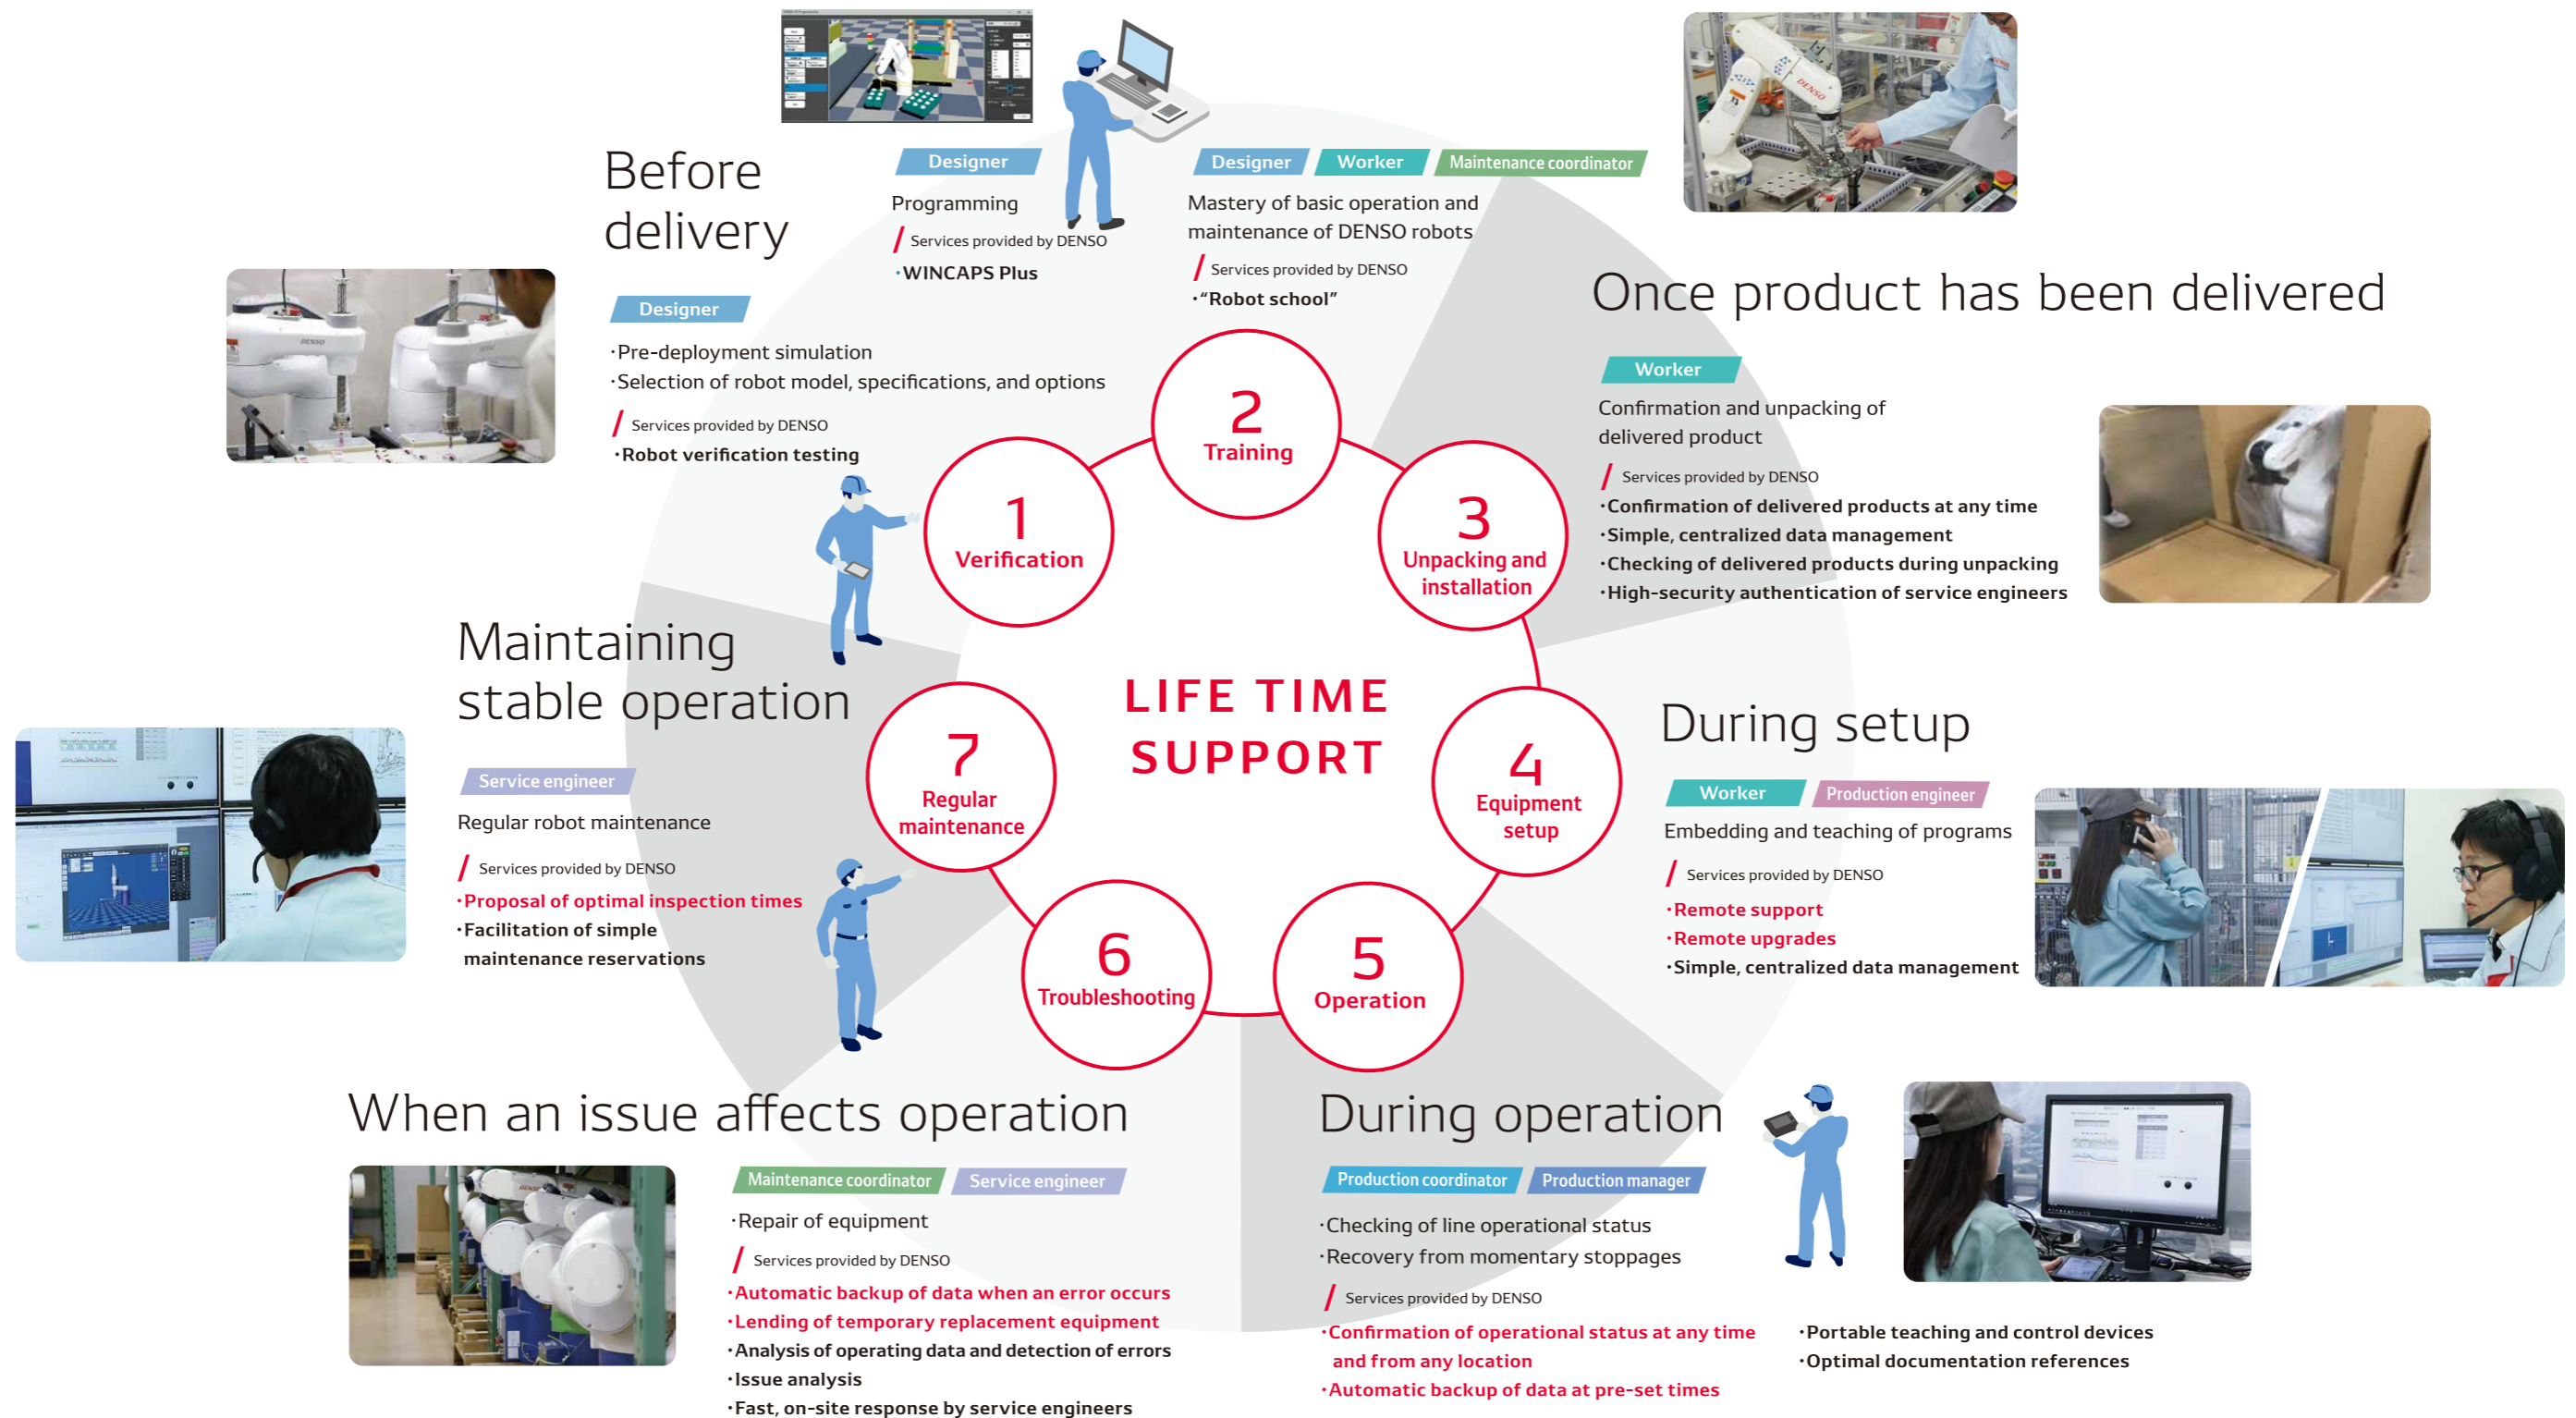 Before
delivery
Designer
・Pre-deployment simulation
・Selection of robot model, specifications, and options
Services provided by DENSO
・Robot verification testing
Designer
Programming
Services provided by DENSO
・WINCAPS Plus
Designer
Worker
Maintenance coordinator
Mastery of basic operation and
maintenance of DENSO robots
Services provided by DENSO
・“Robot school”
Once product has been delivered
Worker
Confirmation and unpacking of
delivered product
Services provided by DENSO
・Confirmation of delivered products at any time
・Simple, centralized data management
・Checking of delivered products during unpacking
・High-security authentication of service engineers
During setup
Worker
Production engineer
Embedding and teaching of programs
Services provided by DENSO
・Remote support
・Remote upgrades
・Simple, centralized data management
During operation
Production coordinator
Production manager
・Checking of line operational status
・Recovery from momentary stoppages
Services provided by DENSO
・Confirmation of operational status at any time
and from any location
・Automatic backup of data at pre-set times
・Portable teaching and control devices
・Optimal documentation references
When an issue affects operation
Maintenance coordinator
Service engineer
・Repair of equipment
Services provided by DENSO
・Automatic backup of data when an error occurs
・Lending of temporary replacement equipment
・Analysis of operating data and detection of errors
・Issue analysis
・Fast, on-site response by service engineers
Maintaining
stable operation
Service engineer
Regular robot maintenance
Services provided by DENSO
・Proposal of optimal inspection times
・Facilitation of simple
maintenance reservations
LIFE TIME
SUPPORT
1
Verification
2
Training
3
Unpacking and
installation
4
Equipment
setup
5
Operation
6
Troubleshooting
7
Regular
maintenance
DENSO
DENSO
DENSO